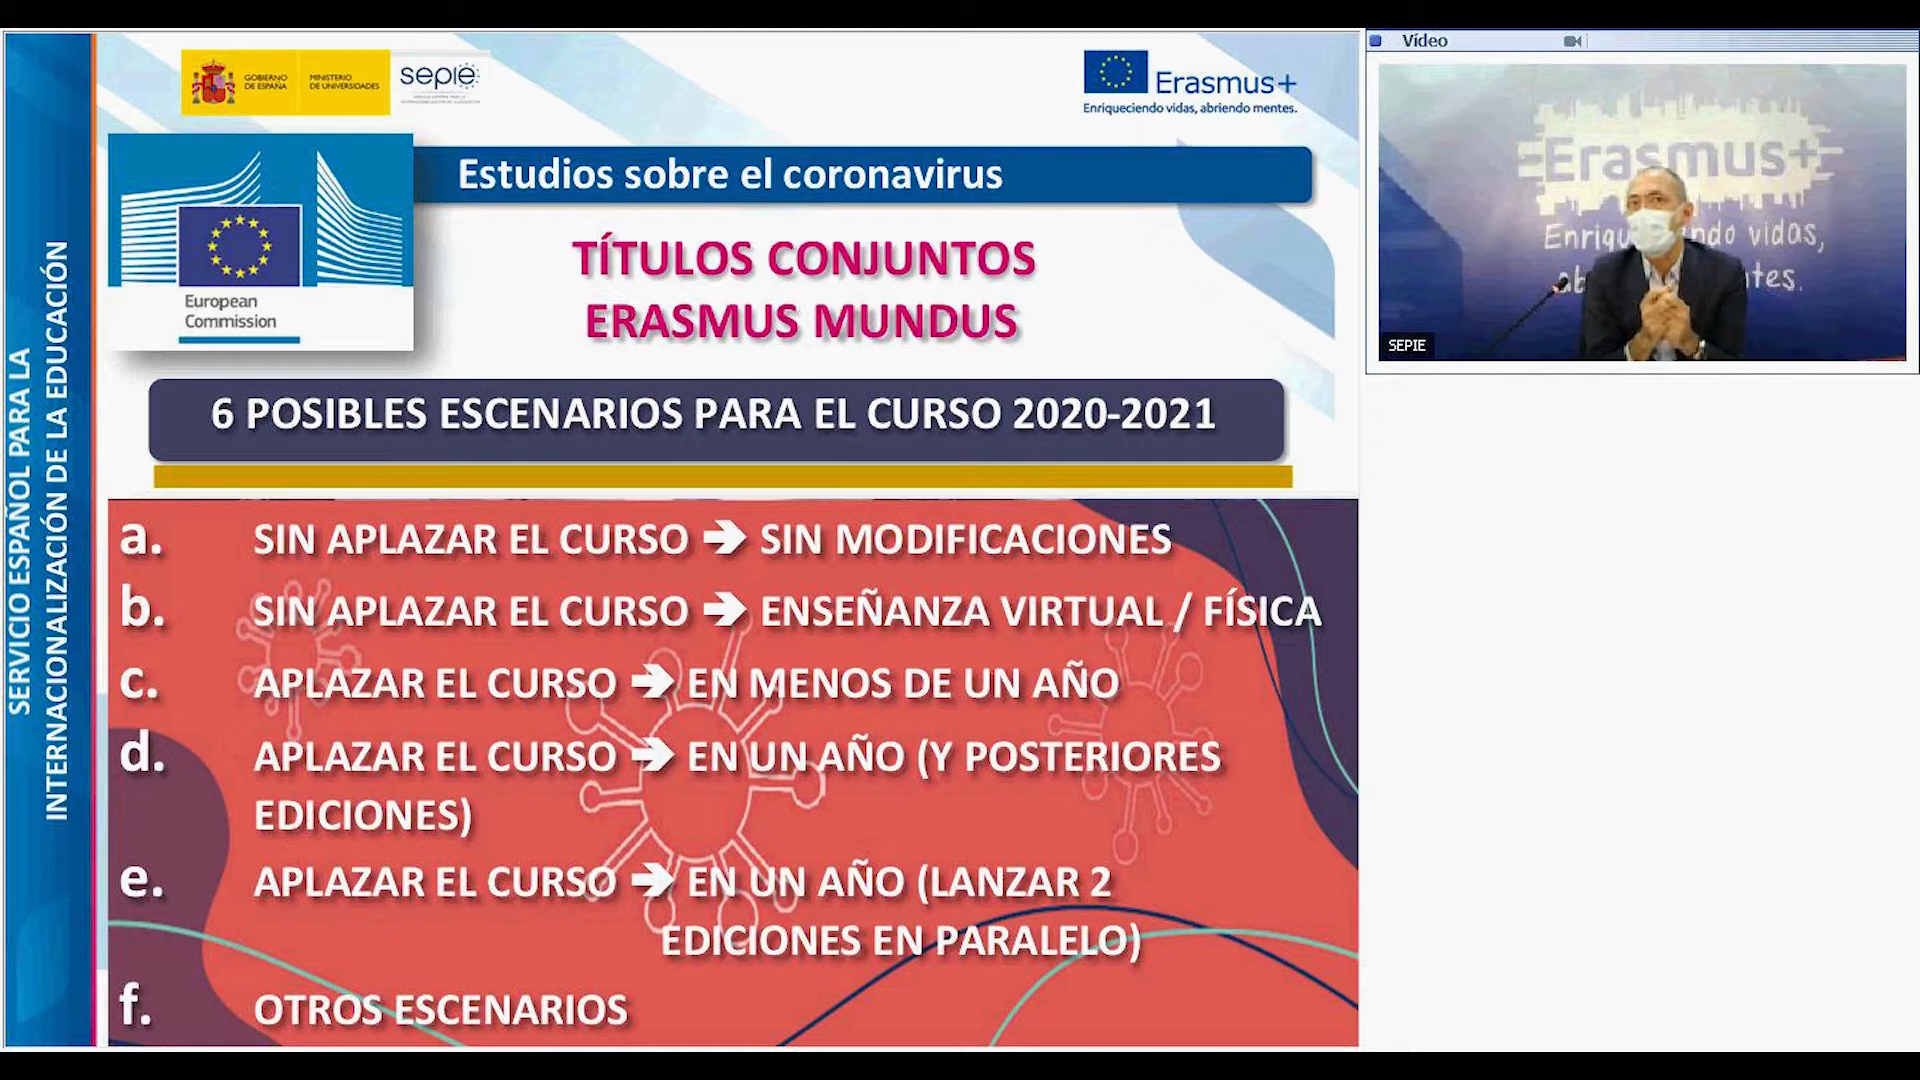 SERVICIO ESPAÑOL PARA LA
INTERNACIONALIZACIÓN DE LA EDUCACIÓN
GOBIERNO
DE ESPAÑA
MINISTERIO
DE UNIVERSIDADES
sepie
Erasmus+
Enriqueciendo vidas, abriendo mentes.
European
Commission
Estudios sobre el coronavirus
TÍTULOS CONJUNTOS
ERASMUS MUNDUS
6 POSIBLES ESCENARIOS PARA EL CURSO 2020-2021
a. SIN APLAZAR EL CURSO ➔ SIN MODIFICACIONES
b. SIN APLAZAR EL CURSO ➔ ENSEÑANZA VIRTUAL / FÍSICA
c. APLAZAR EL CURSO ➔ EN MENOS DE UN AÑO
d. APLAZAR EL CURSO ➔ EN UN AÑO (Y POSTERIORES
EDICIONES)
e. APLAZAR EL CURSO ➔ EN UN AÑO (LANZAR 2
EDICIONES EN PARALELO)
f. OTROS ESCENARIOS
Vídeo
Erasmus+
vidas,
SEPIE